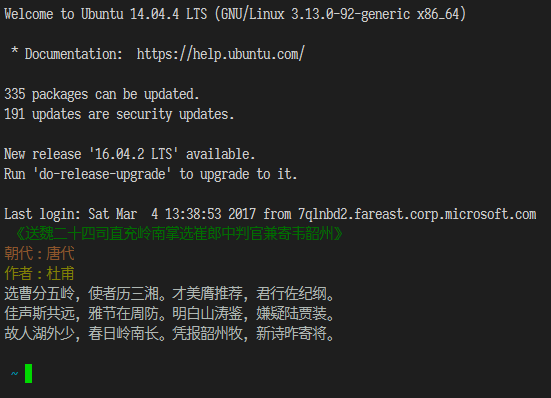 Welcome to Ubuntu 14.04.4 LTS (GNU/Linux 3.13.0-92-generic x86_64)
* Documentation: https://help.ubuntu.com/
335 packages can be updated.
191 updates are security updates.
New release '16.04.2 LTS' available.
Run 'do-release-upgrade' to upgrade to it.
Last login: Sat Mar 4 13:38:53 2017 from 7qlnbd2.fareast.corp.microsoft.com
《送魏二十四司直充岭南掌选崔郎中判官兼寄韦韶州》
朝代：唐代
作者：杜甫
选曹分五岭，使者历三湘。才美膺推荐，君行佐纪纲。
佳声斯共远，雅节在周防。明白山涛鉴，嫌疑陆贾装。
故人湖外少，春日岭南长。凭报韶州牧，新诗昨寄将。
~